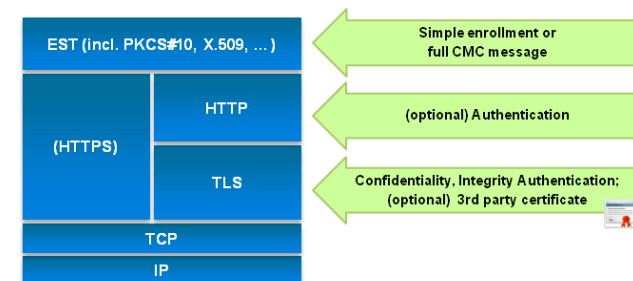 EST (incl. PKCS#10, X.509, ... )
Simple enrollment or
full CMC message
(HTTPS)
HTTP
(optional) Authentication
TLS
Confidentiality, Integrity Authentication;
(optional) 3rd party certificate
TCP
IP